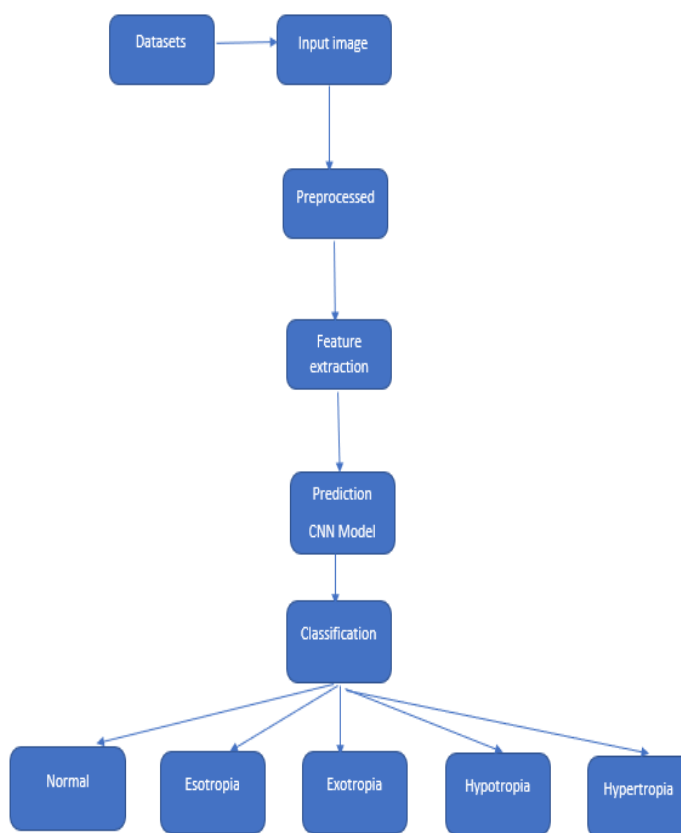 Datasets
Input image
Preprocessed
Feature
extraction
Prediction
CNN Model
Classification
Normal
Esotropia
Exotropia
Hypotropia
Hypertropia